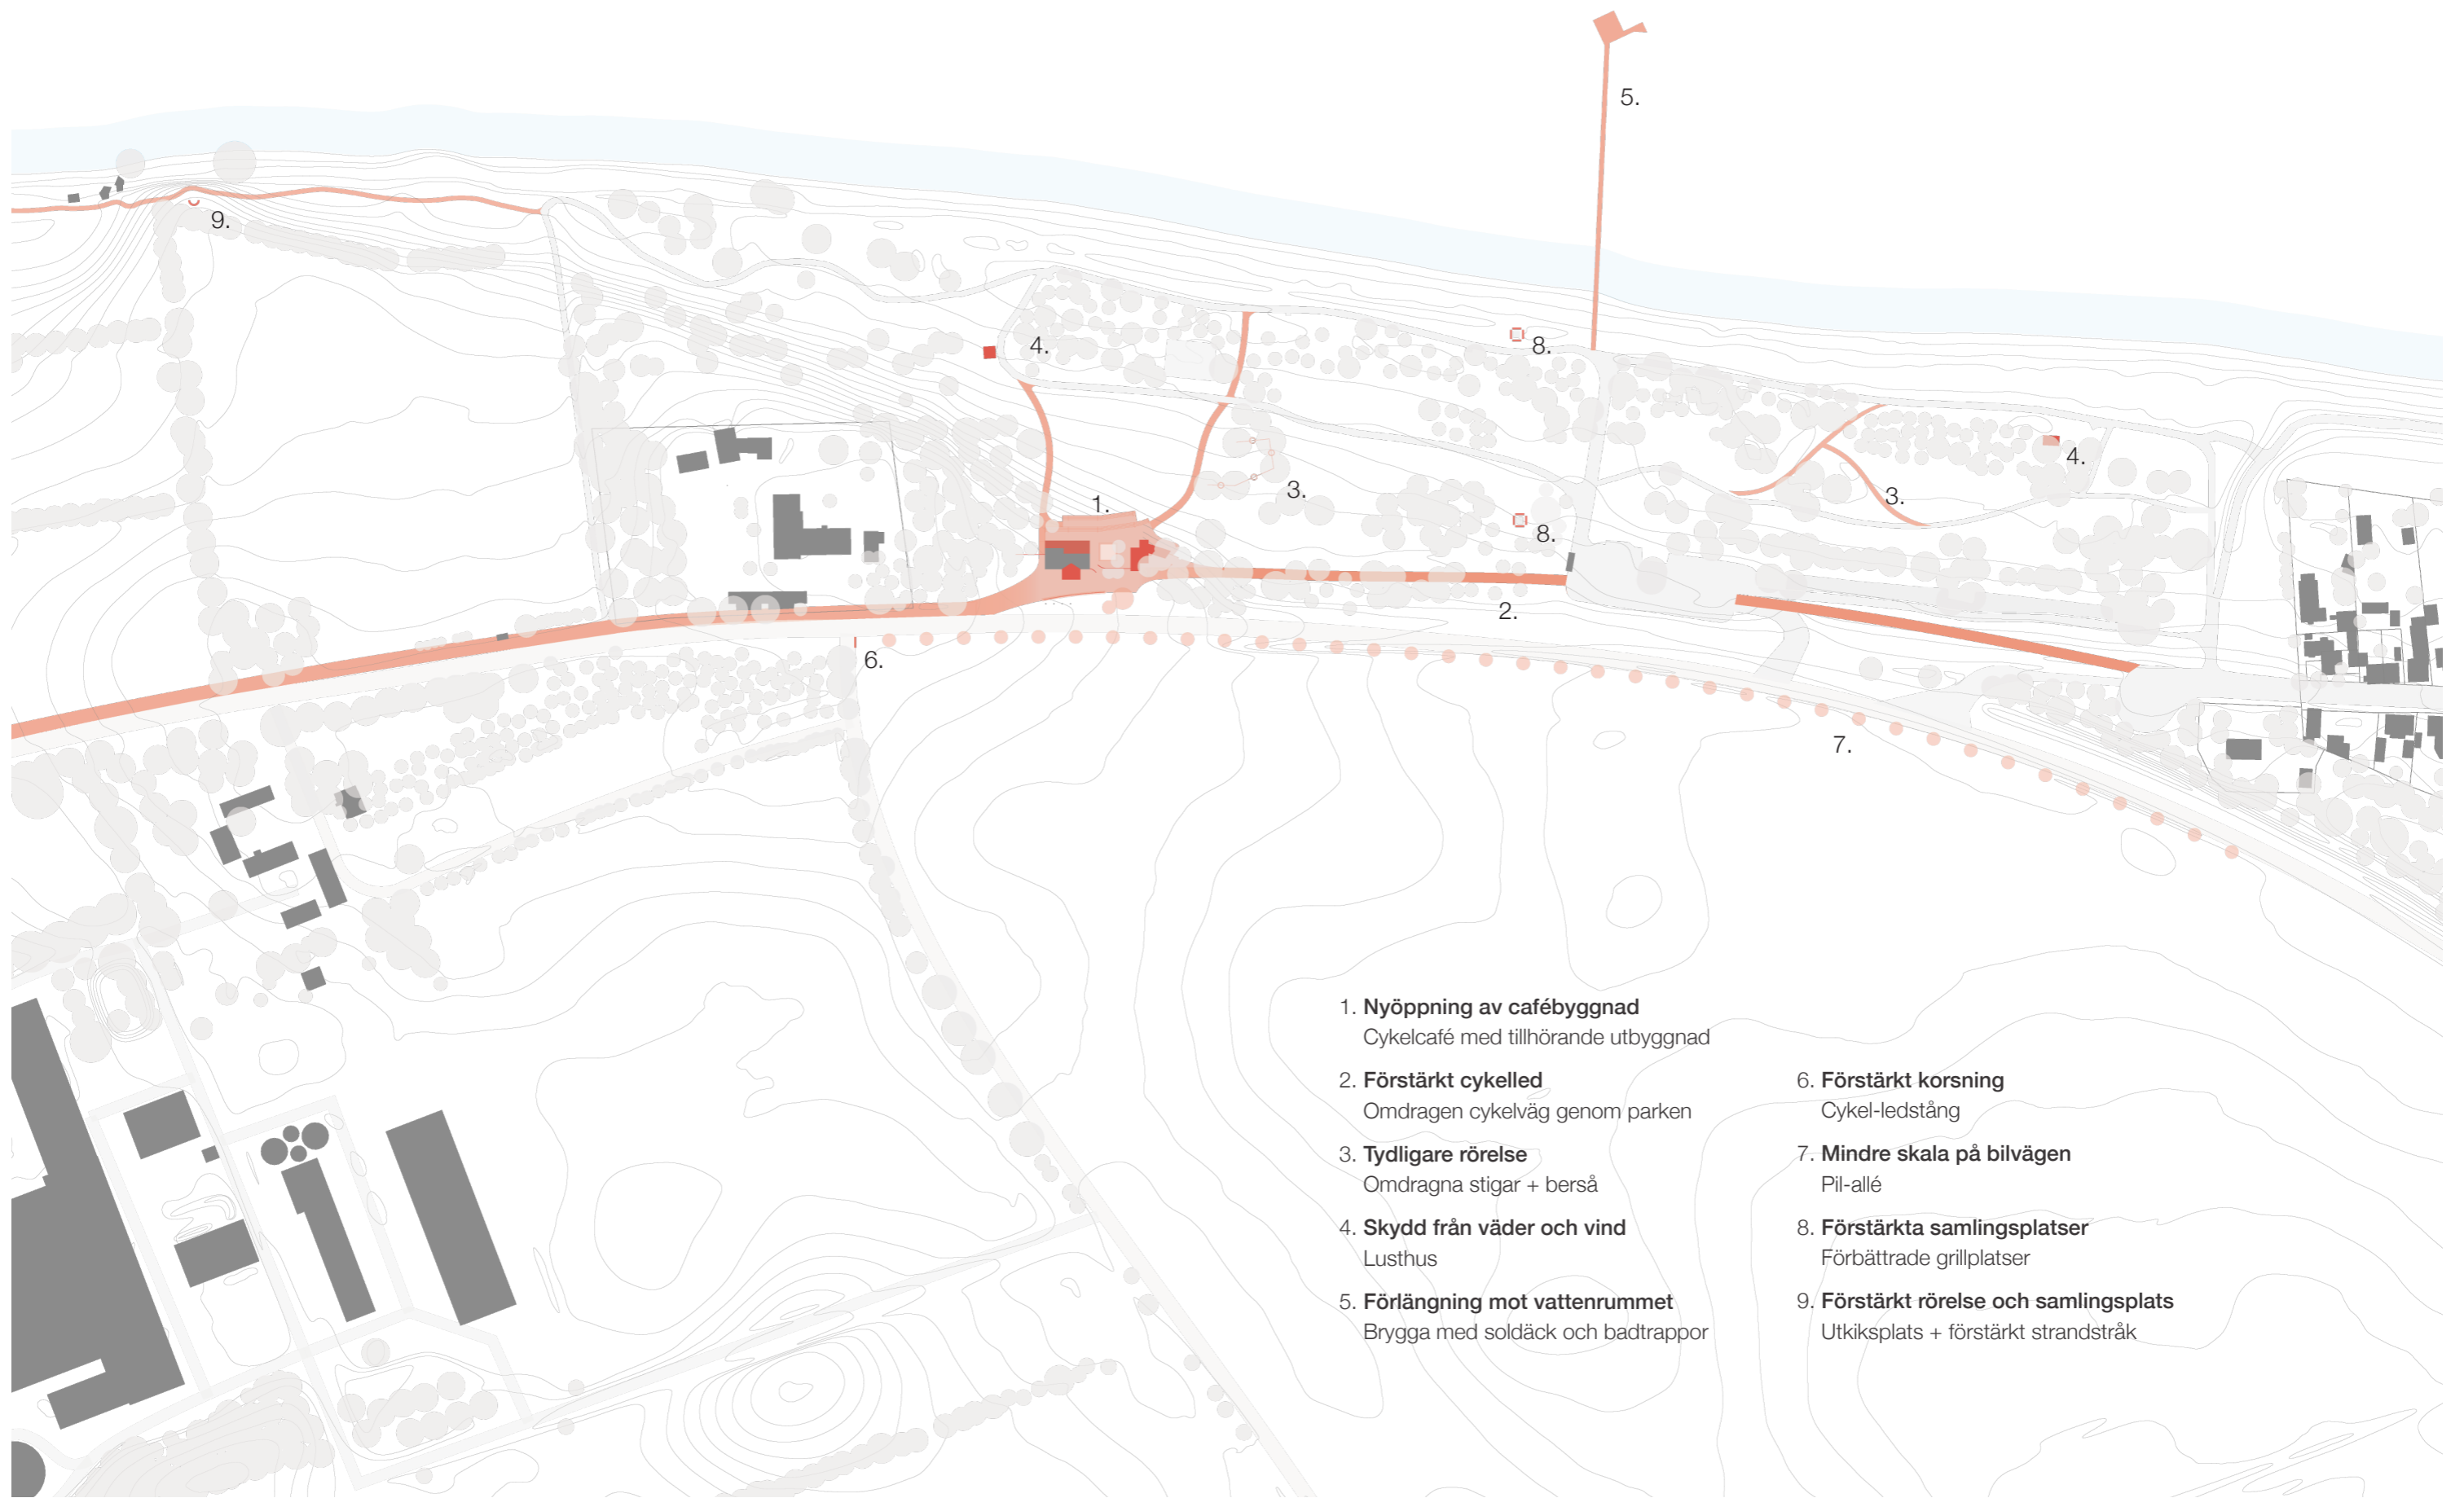 5.
9.
4.
8.
1.
3.
4.
3.
8.
2.
6.
7.
1. Nyöppning av cafébyggnad
Cykelcafé med tillhörande utbyggnad
2. Förstärkt cykelled
Omdragen cykelväg genom parken
3. Tydligare rörelse
Omdragna stigar + berså
4. Skydd från väder och vind
Lusthus
5. Förlängning mot vattenrummet
Brygga med soldäck och badtrappor
6. Förstärkt korsning
Cykel-ledstång
7. Mindre skala på bilvägen
Pil-allé
8. Förstärkta samlingsplatser
Förbättrade grillplatser
9. Förstärkt rörelse och samlingsplats
Utkiksplats + förstärkt strandstråk